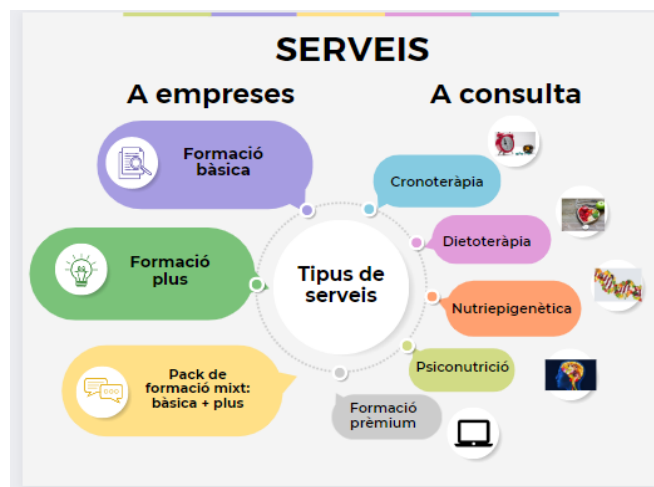 SERVEIS
A empreses
A consulta
Formació
bàsica
Formació
plus
Pack de
formació mixt:
bàsica + plus
Tipus de
serveis
Cronoteràpia
Dietoteràpia
Nutriepigenètica
Psiconutrició
Formació
prèmium